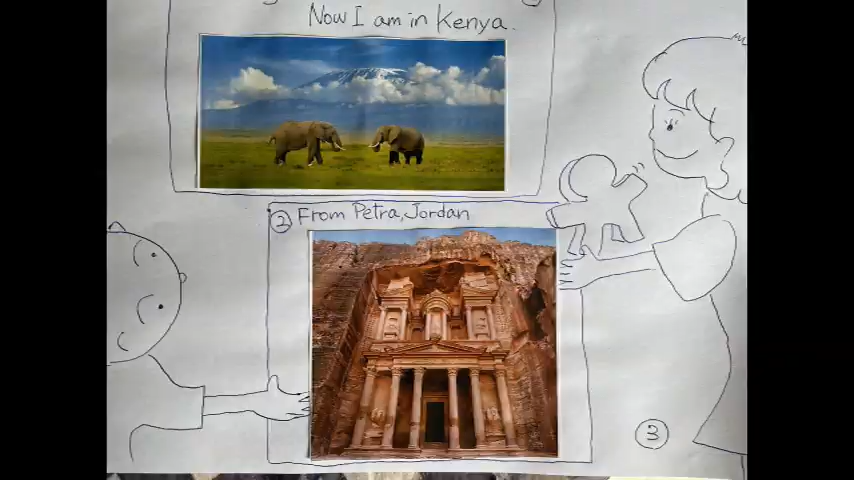 Now I am in Kenya.
② From Petra, Jordan
③